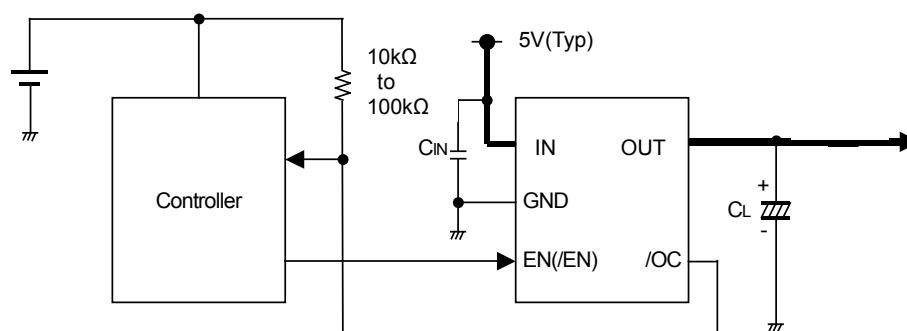 5V(Typ)
10kΩ
to
100kΩ
CIN
IN
OUT
Controller
GND
+
CL
-
EN(/EN)
/OC